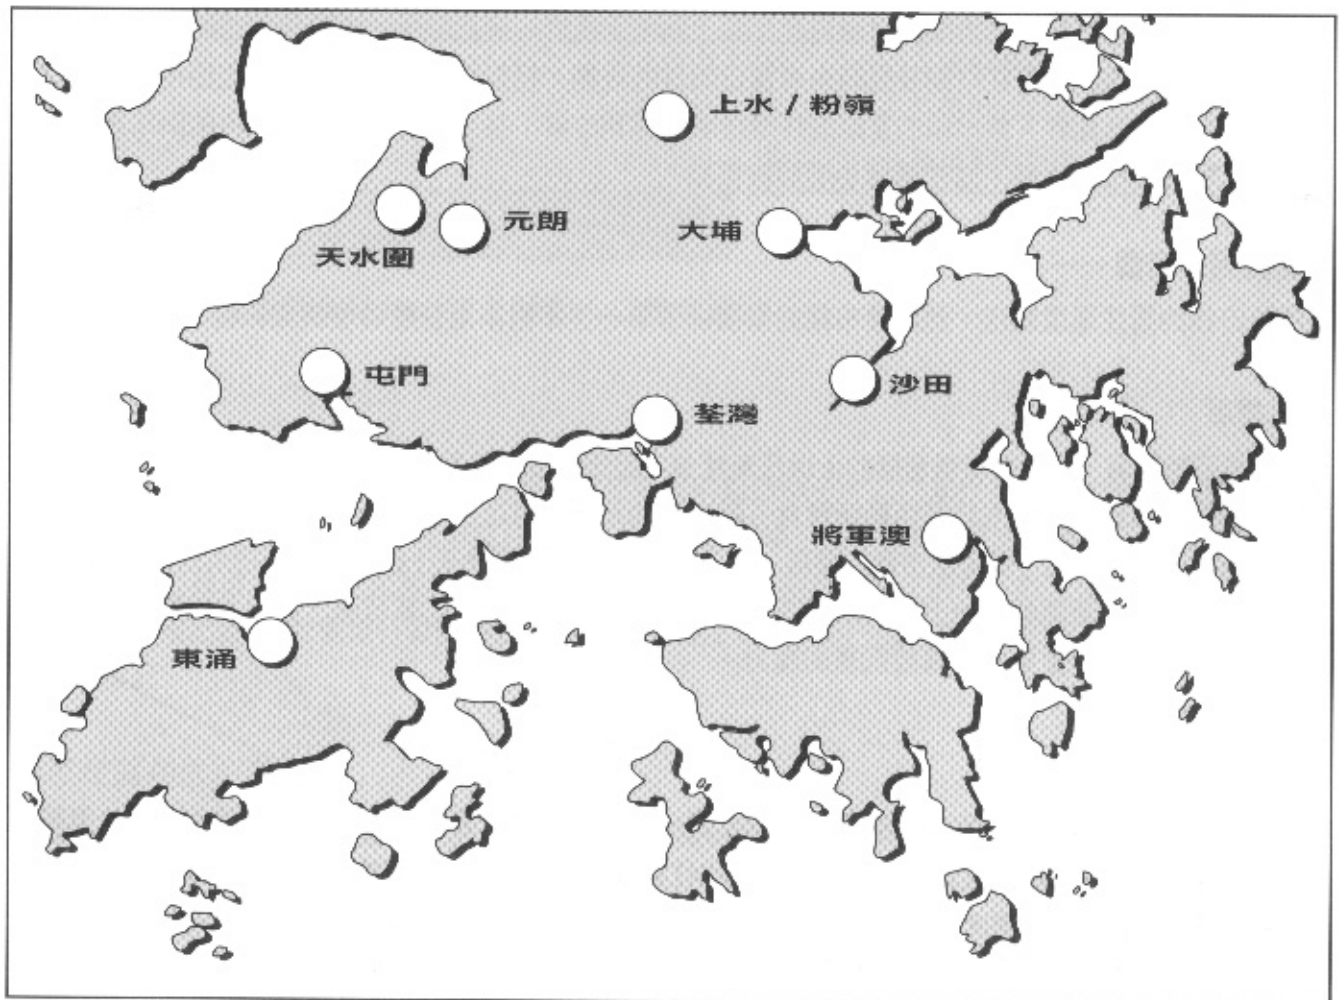 上水 / 粉嶺
元朗
大埔
天水圍
屯門
沙田
荃灣
將軍澳
東涌